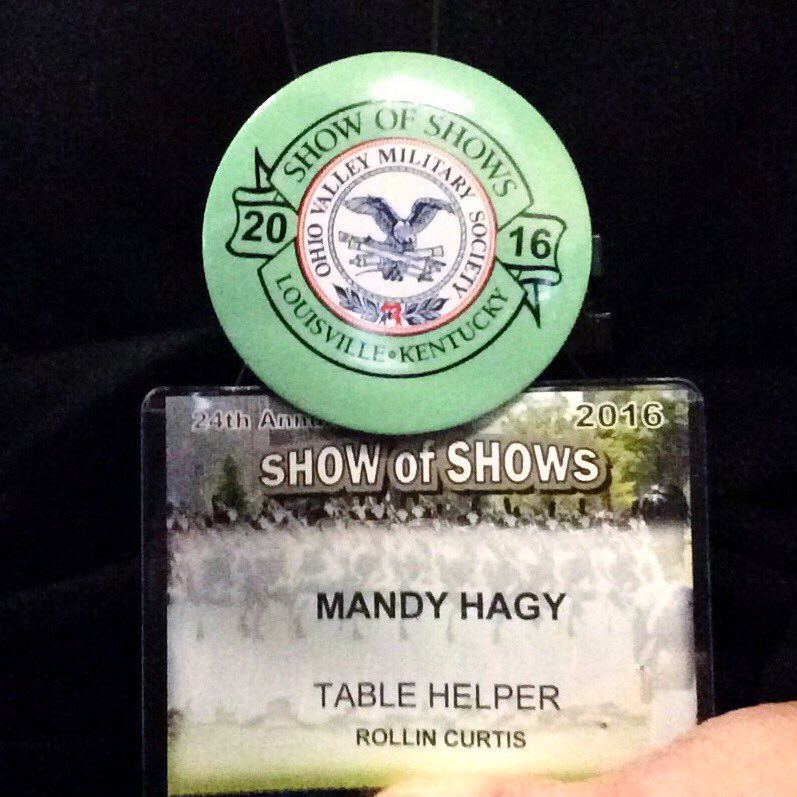 SHOW OF SHOWS
OHIO VALLEY MILITARY SOCIETY
20 16
LOUISVILLE • KENTUCKY
24th 2016
SHOW of SHOWS
MANDY HAGY
TABLE HELPER
ROLLIN CURTIS